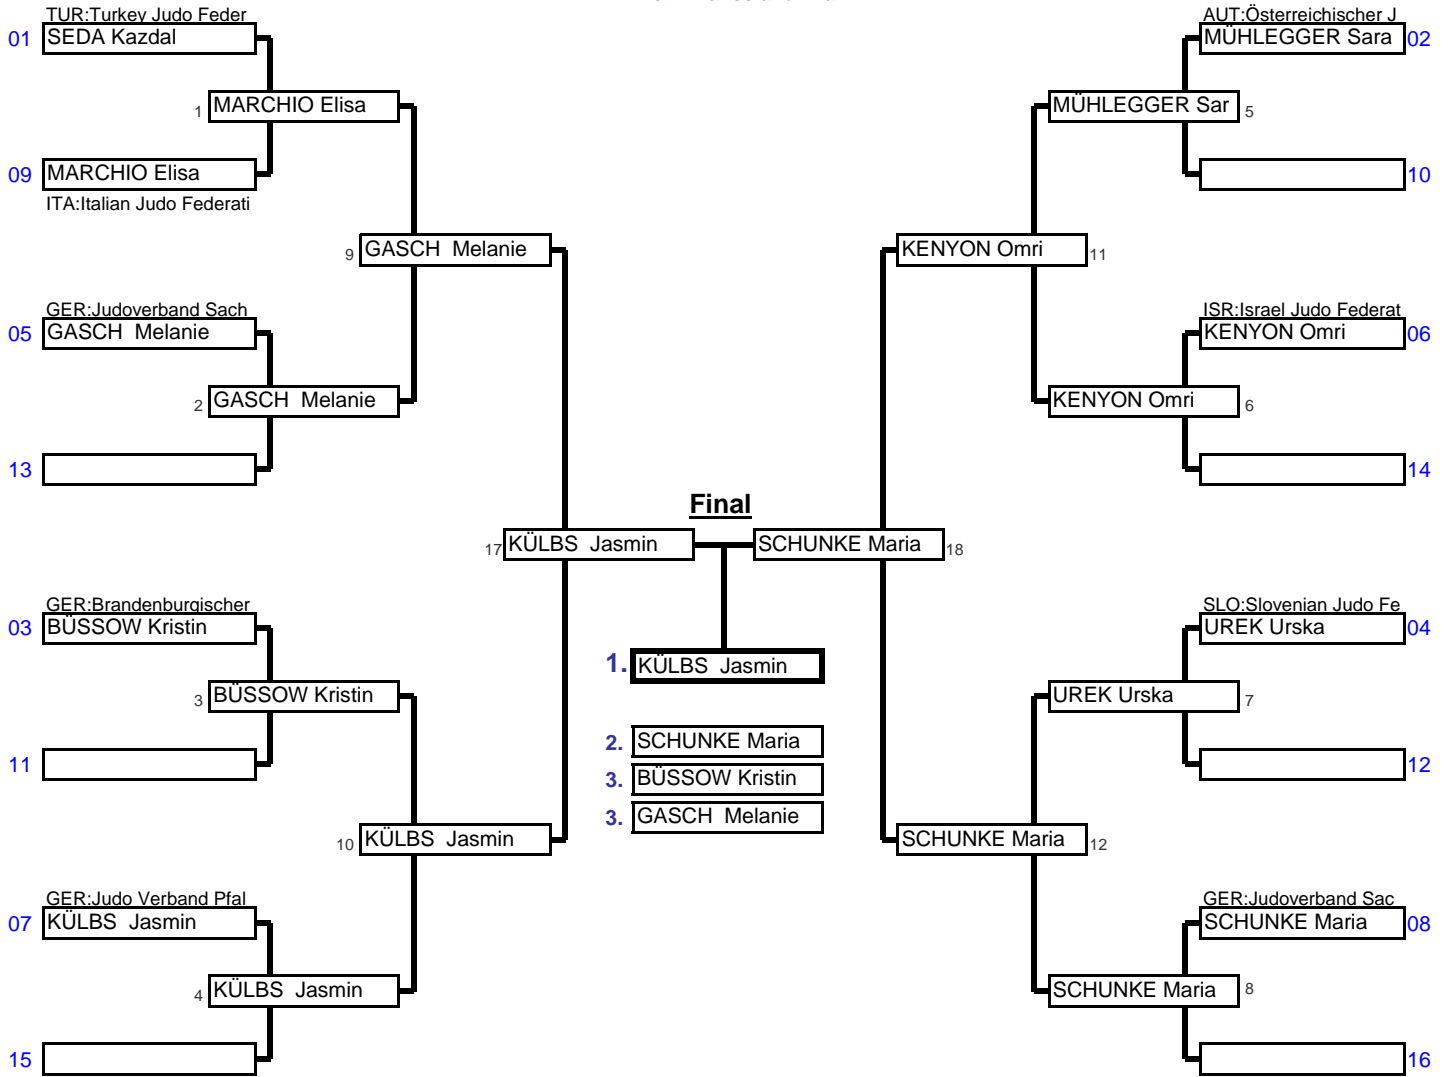 TUR:Turkey Judo Feder
01 SEDA Kazdal
1 MARCHIO Elisa
09 MARCHIO Elisa
ITA:Italian Judo Federati
9 GASCH Melanie
GER:Judoverband Sach
05 GASCH Melanie
2 GASCH Melanie
13
17 KÜLBS Jasmin
GER:Brandenburgischer
03 BÜSSOW Kristin
3 BÜSSOW Kristin
11
10 KÜLBS Jasmin
GER:Judo Verband Pfal
07 KÜLBS Jasmin
4 KÜLBS Jasmin
15
Final
1. KÜLBS Jasmin
2. SCHUNKE Maria
3. BÜSSOW Kristin
3. GASCH Melanie
AUT:Österreichischer J
MÜHLEGGER Sara 02
MÜHLEGGER Sar 5
10
KENYON Omri 11
ISR:Israel Judo Federat
KENYON Omri 06
KENYON Omri 6
14
SCHUNKE Maria 18
SLO:Slovenian Judo Fe
UREK Urska 04
UREK Urska 7
12
SCHUNKE Maria 12
GER:Judoverband Sac
SCHUNKE Maria 08
SCHUNKE Maria 8
16